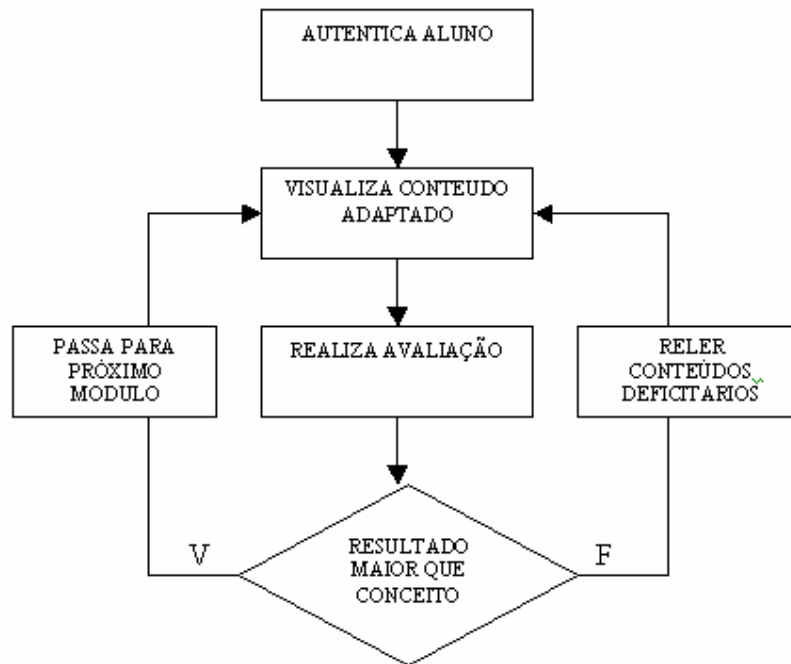 AUTENTICA ALUNO
VISUALIZA CONTEUDO
ADAPTADO
PASSA PARA
PRÓXIMO
MODULO
REALIZA AVALIAÇÃO
RELER
CONTEÚDOS
DEFICITARIOS
V
RESULTADO
MAIOR QUE
CONCEITO
F